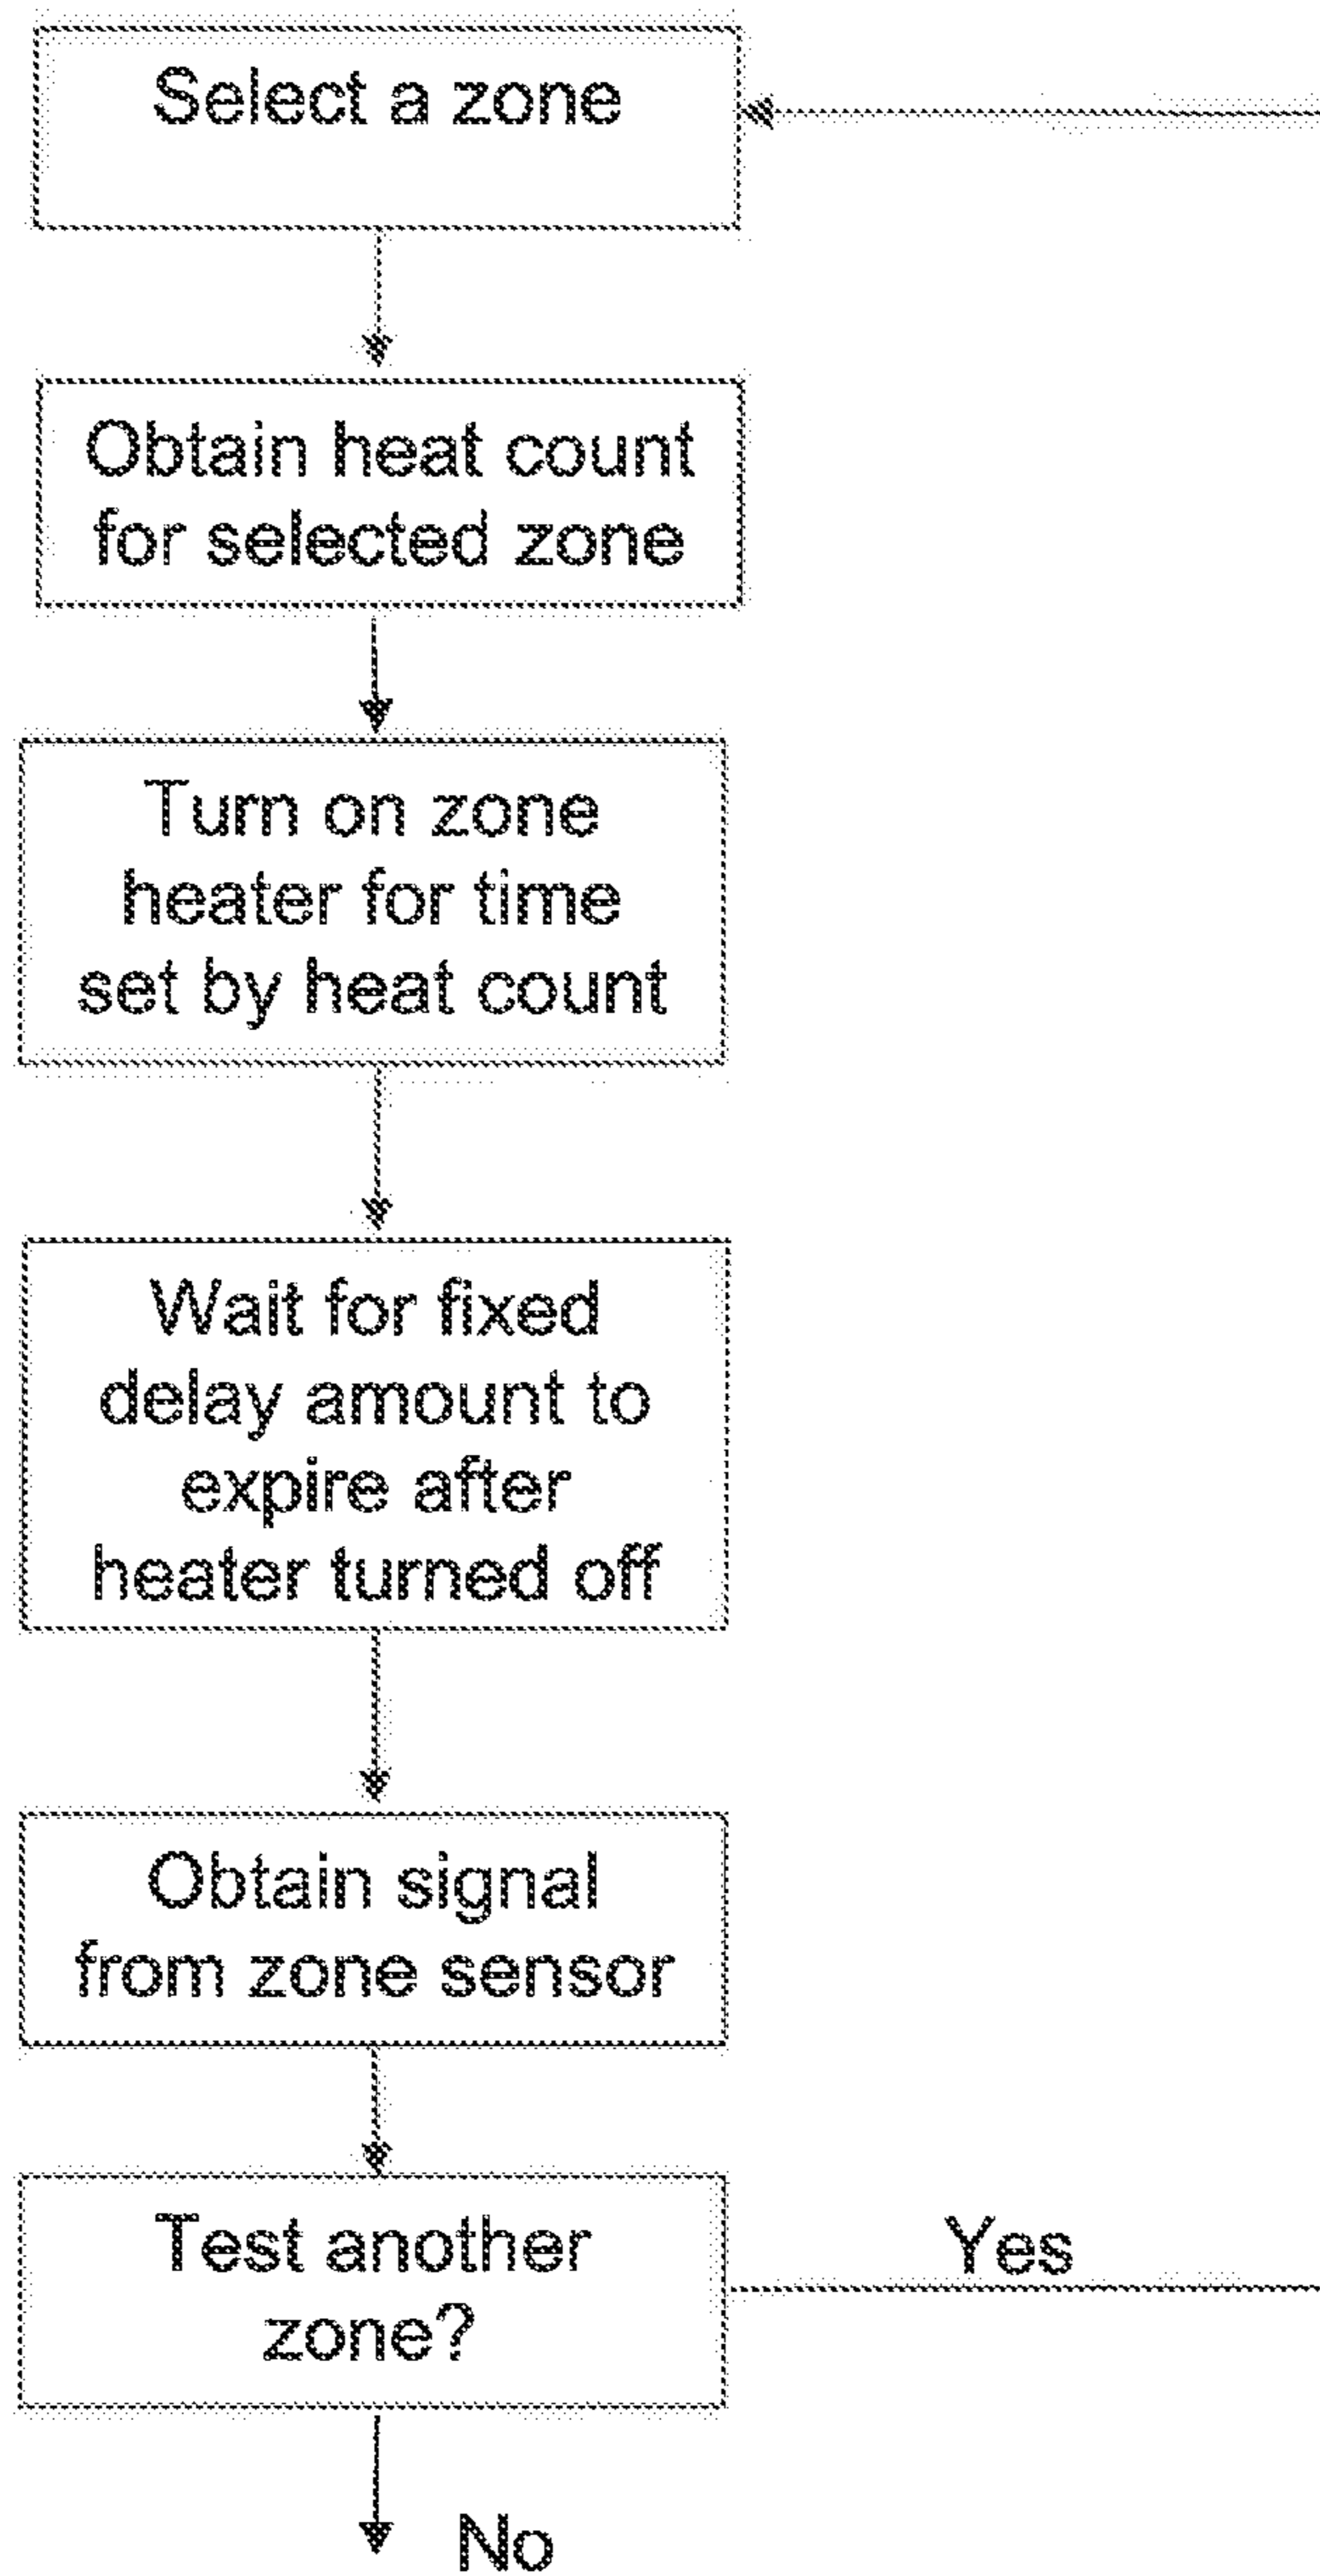 Select a zone
Obtain heat count
for selected zone
Turn on zone
heater for time
set by heat count
Wait for fixed
delay amount to
expire after
heater turned off
Obtain signal
from zone sensor
Test another
zone?
Yes
No